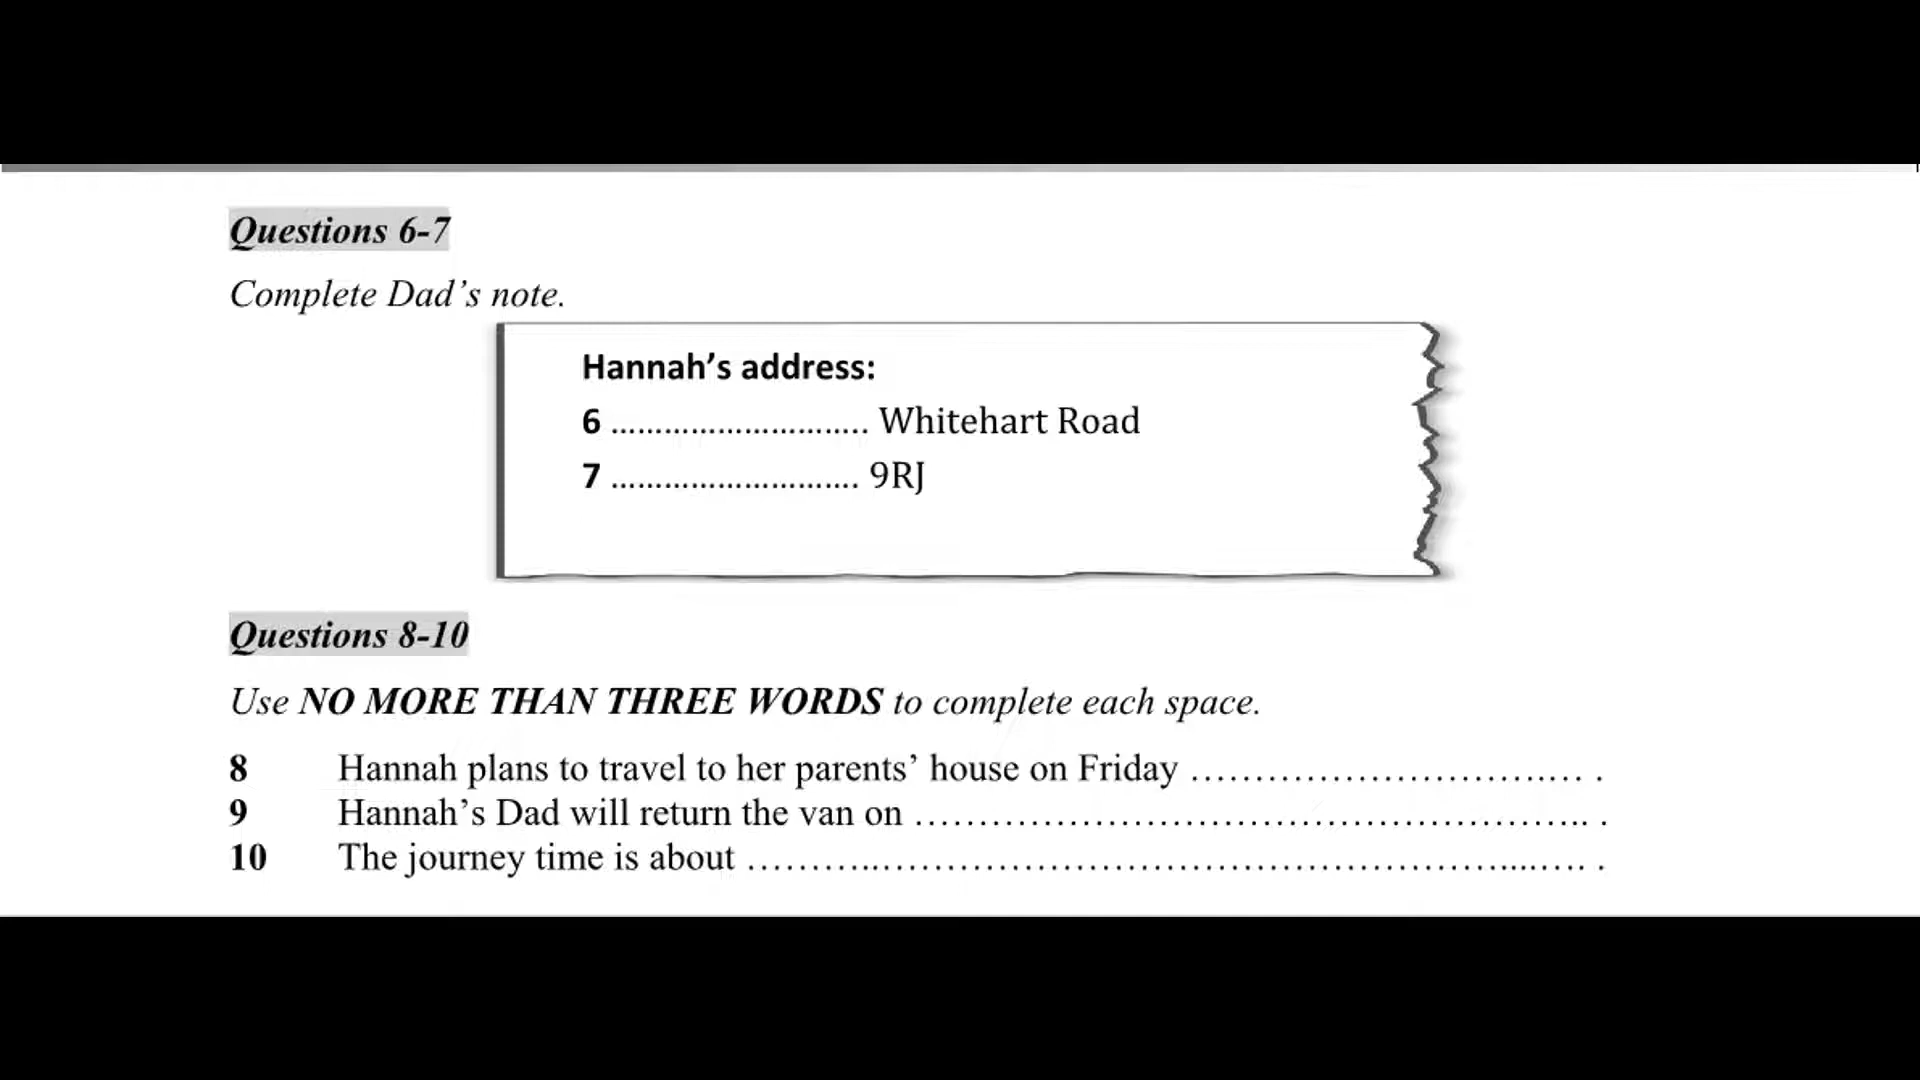 Questions 6-7
Complete Dad’s note.
Hannah’s address:
6 ............................. Whitehart Road
7 ............................ 9RJ
Questions 8-10
Use NO MORE THAN THREE WORDS to complete each space.
8 Hannah plans to travel to her parents’ house on Friday ................................ .
9 Hannah’s Dad will return the van on ...................................................... .
10 The journey time is about .................................................................. .